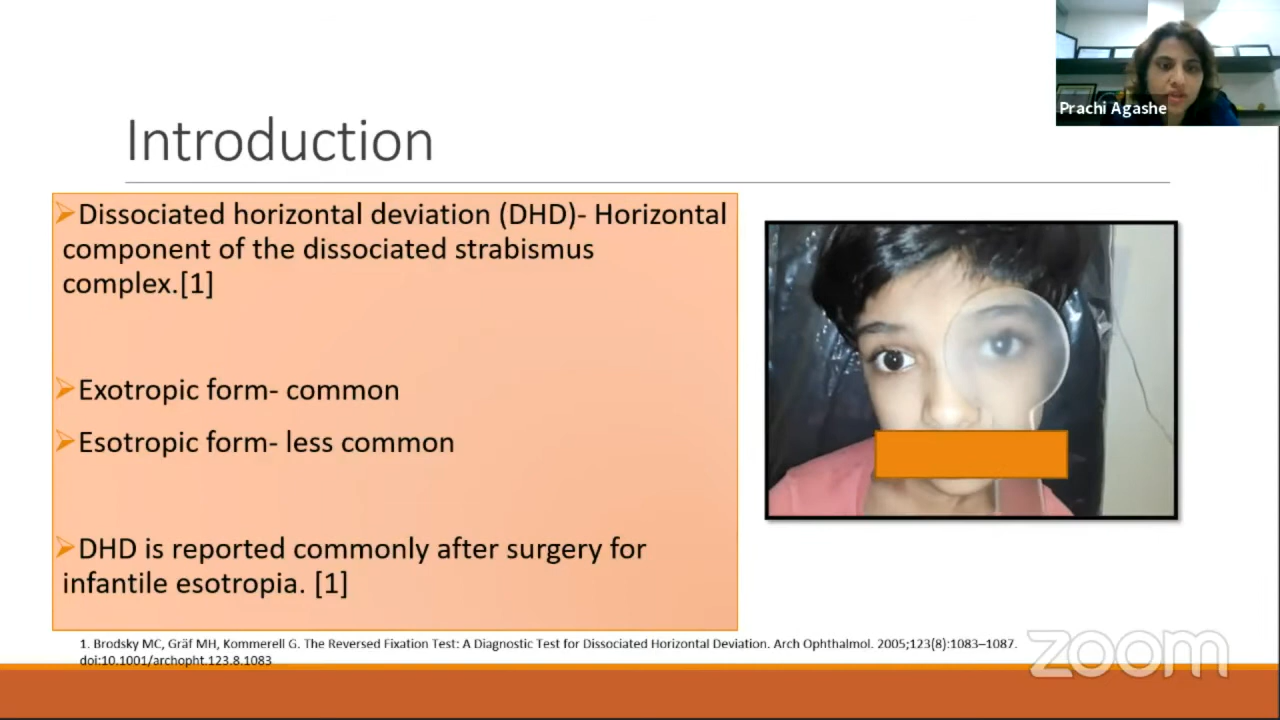 Prachi Agashe
Introduction
➢Dissociated horizontal deviation (DHD)- Horizontal
component of the dissociated strabismus
complex.[1]
➢Exotropic form- common
➢Esotropic form- less common
➢DHD is reported commonly after surgery for
infantile esotropia. [1]
1. Brodsky MC, Gräf MH, Kommerell G. The Reversed Fixation Test: A Diagnostic Test for Dissociated Horizontal Deviation. Arch Ophthalmol. 2005;123(8):1083–1087.
doi:10.1001/archopht.123.8.1083
zoom